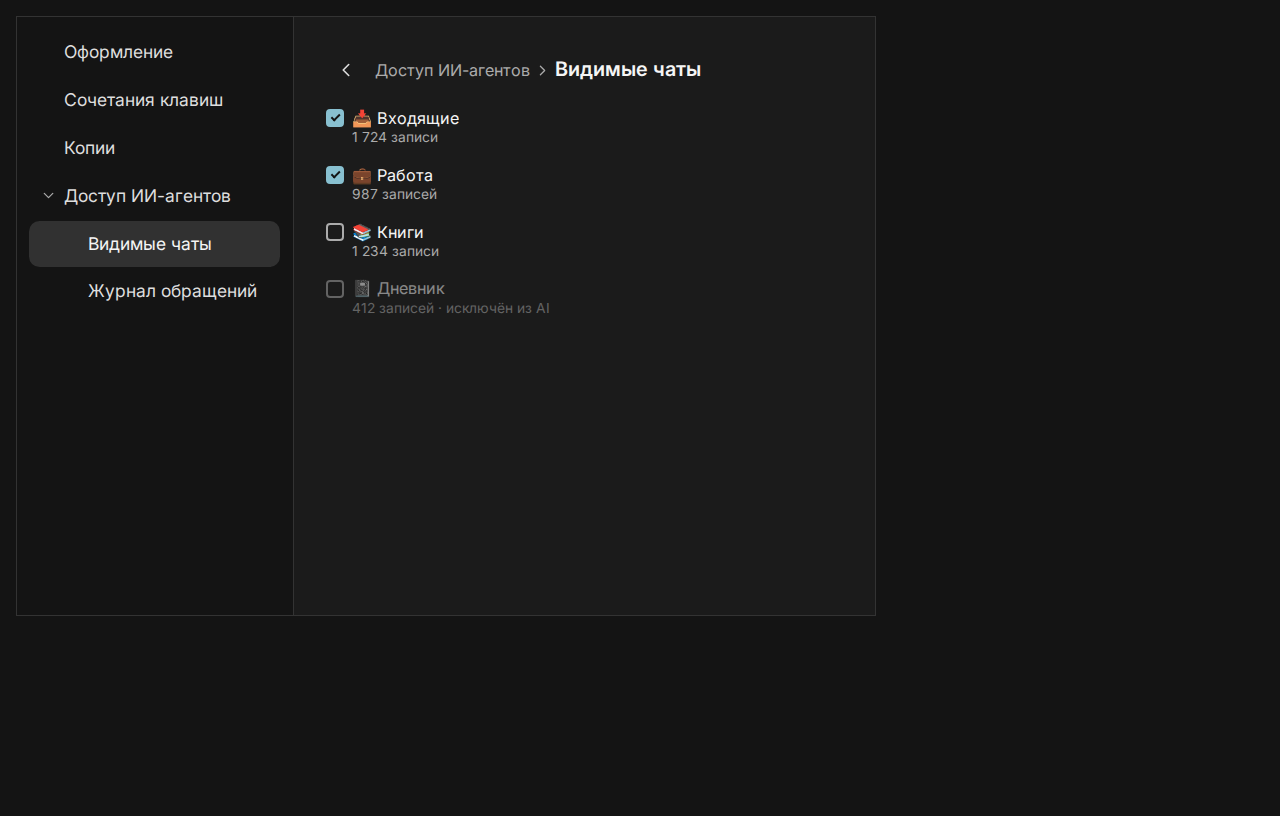 Оформление
Сочетания клавиш
Копии
Доступ ИИ-агентов
Видимые чаты
Журнал обращений
Доступ ИИ-агентов > Видимые чаты
📥 Входящие
1 724 записи
💼 Работа
987 записей
📚 Книги
1 234 записи
📓 Дневник
412 записей · исключён из AI